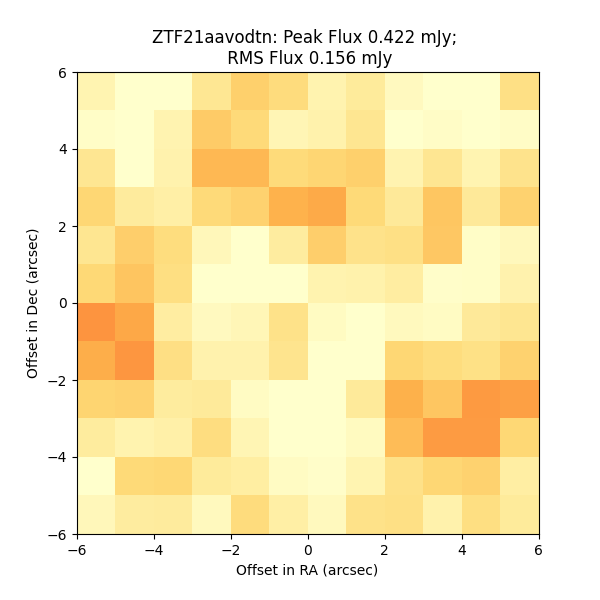 ZTF21aavodtn: Peak Flux 0.422 mJy;
RMS Flux 0.156 mJy
6
4
2
0
−2
−4
−6
Offset in Dec (arcsec)
−6 −4 −2 0 2 4 6
Offset in RA (arcsec)